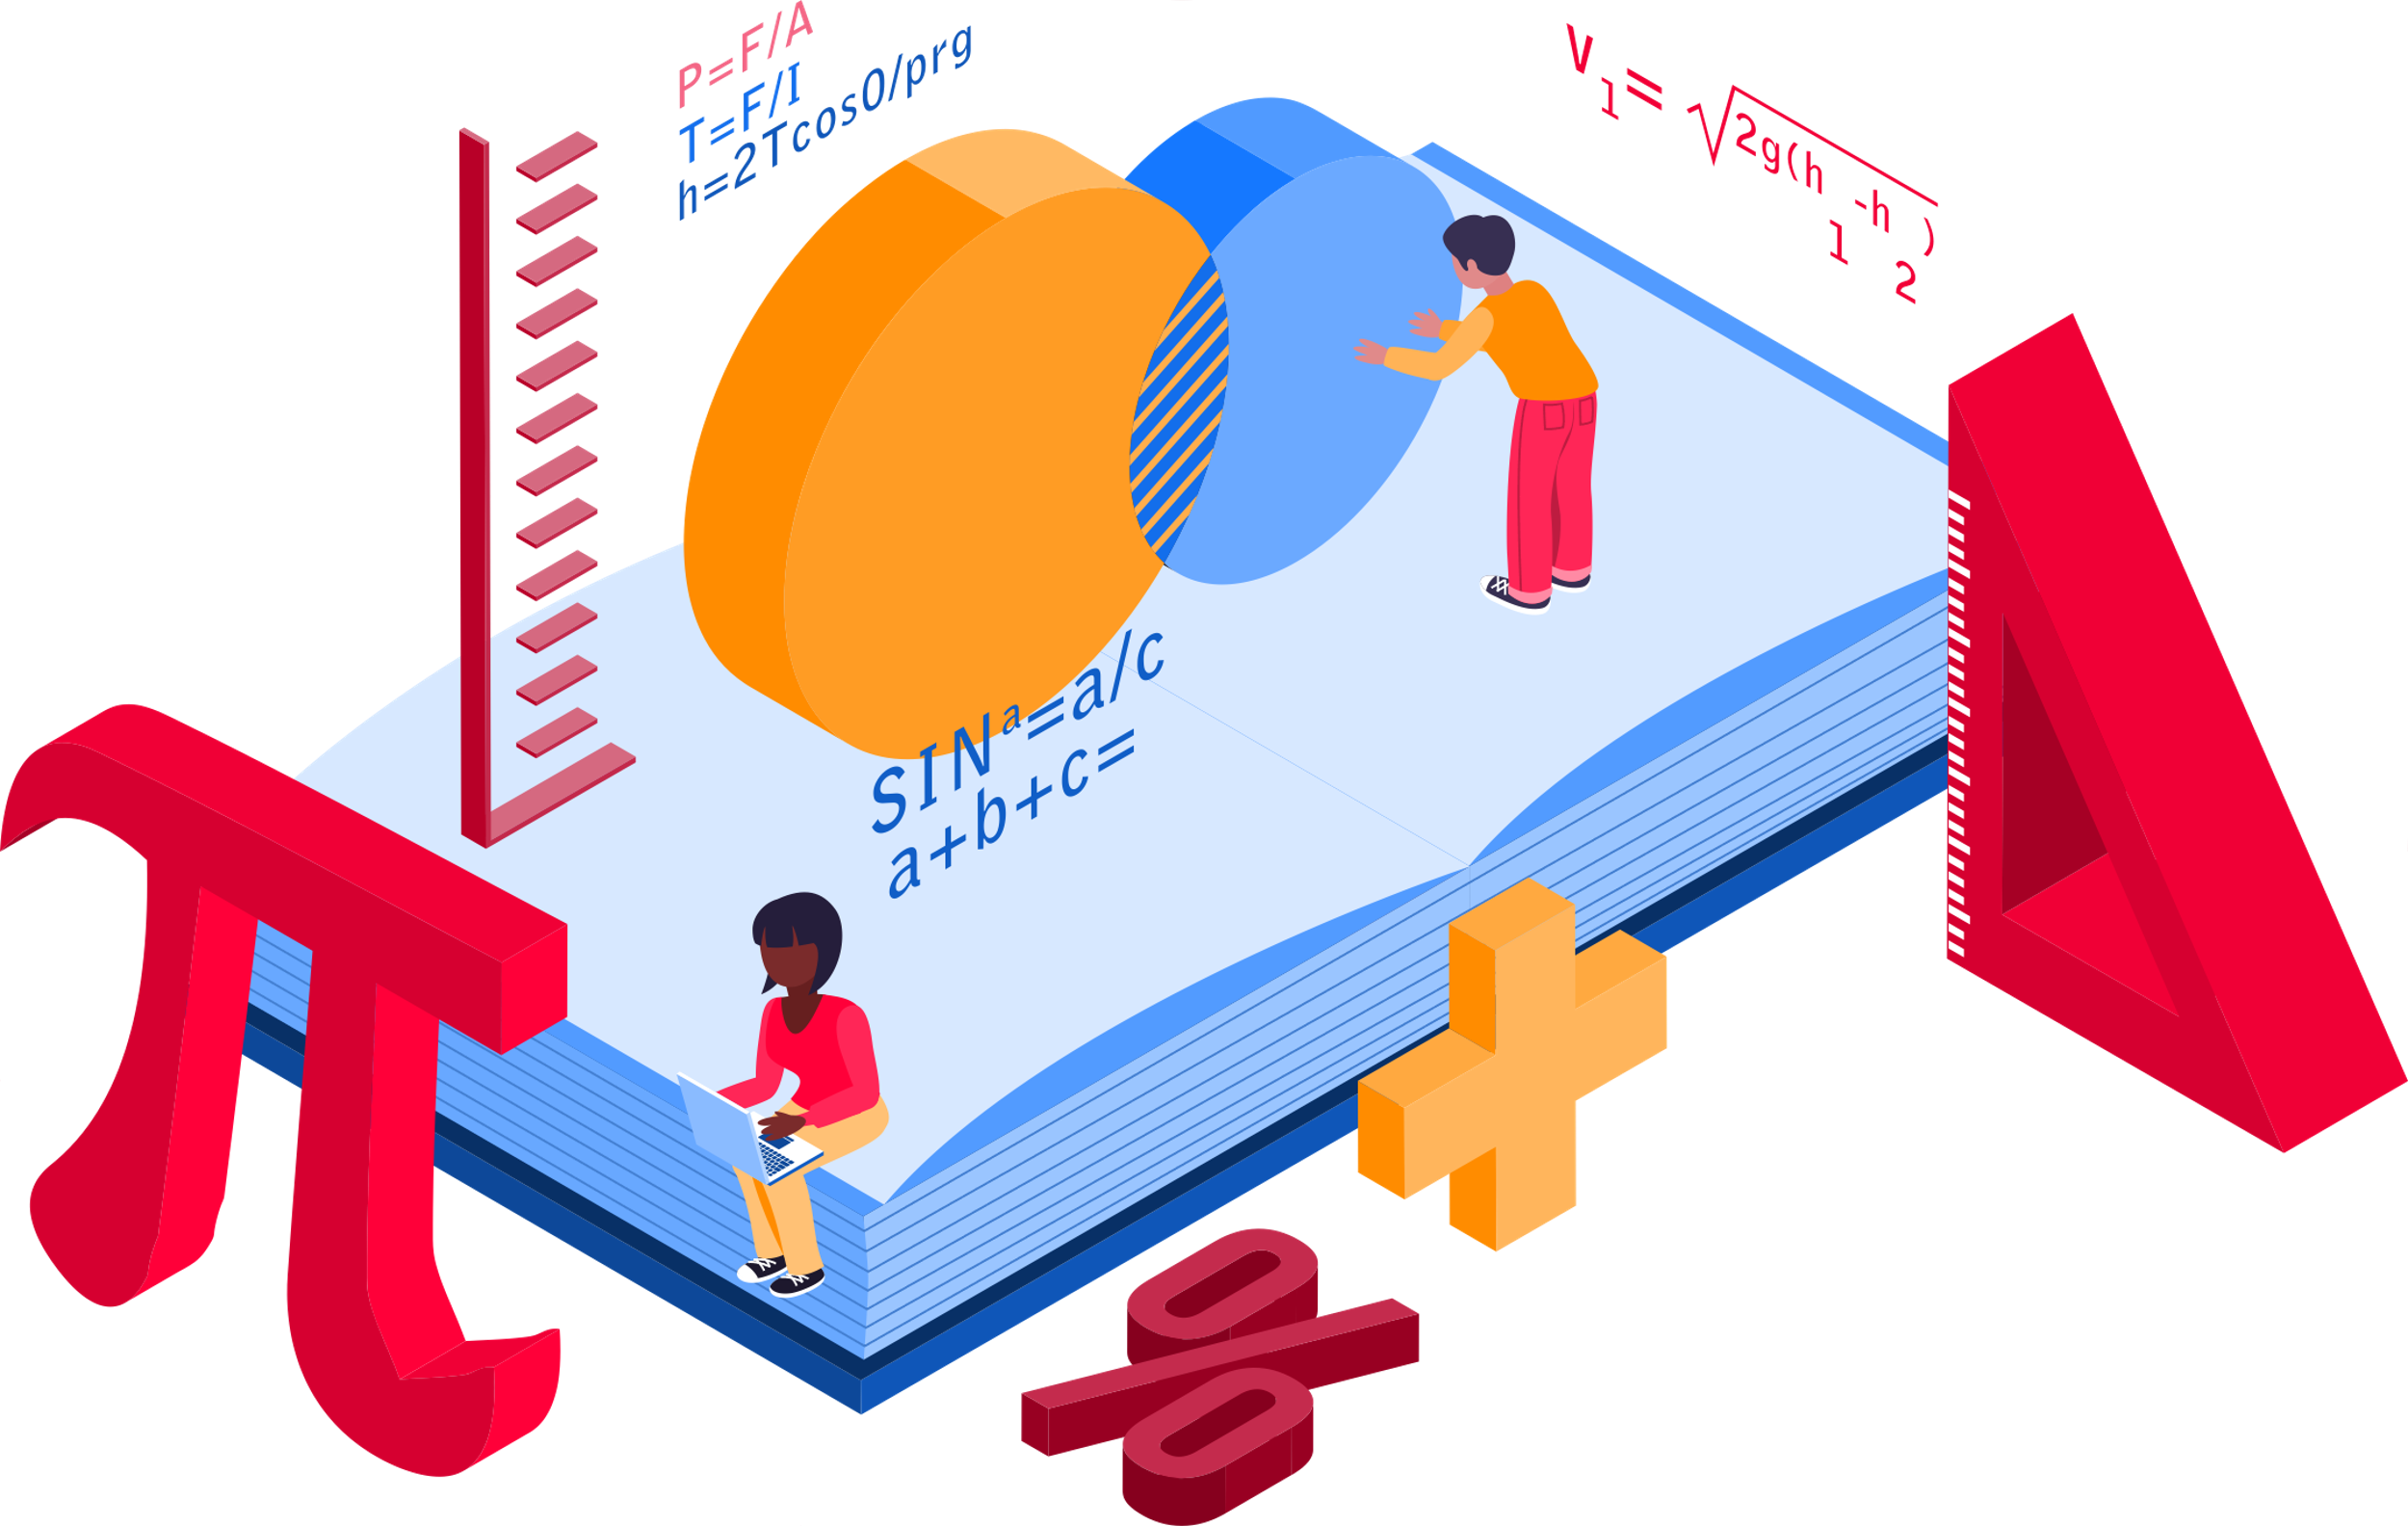 P=F/A
T=F/I
h=2Tcos0/prg
V₁=√2g(h₁-h₂)
SINª=a/c
a+b+c=
π
+
%